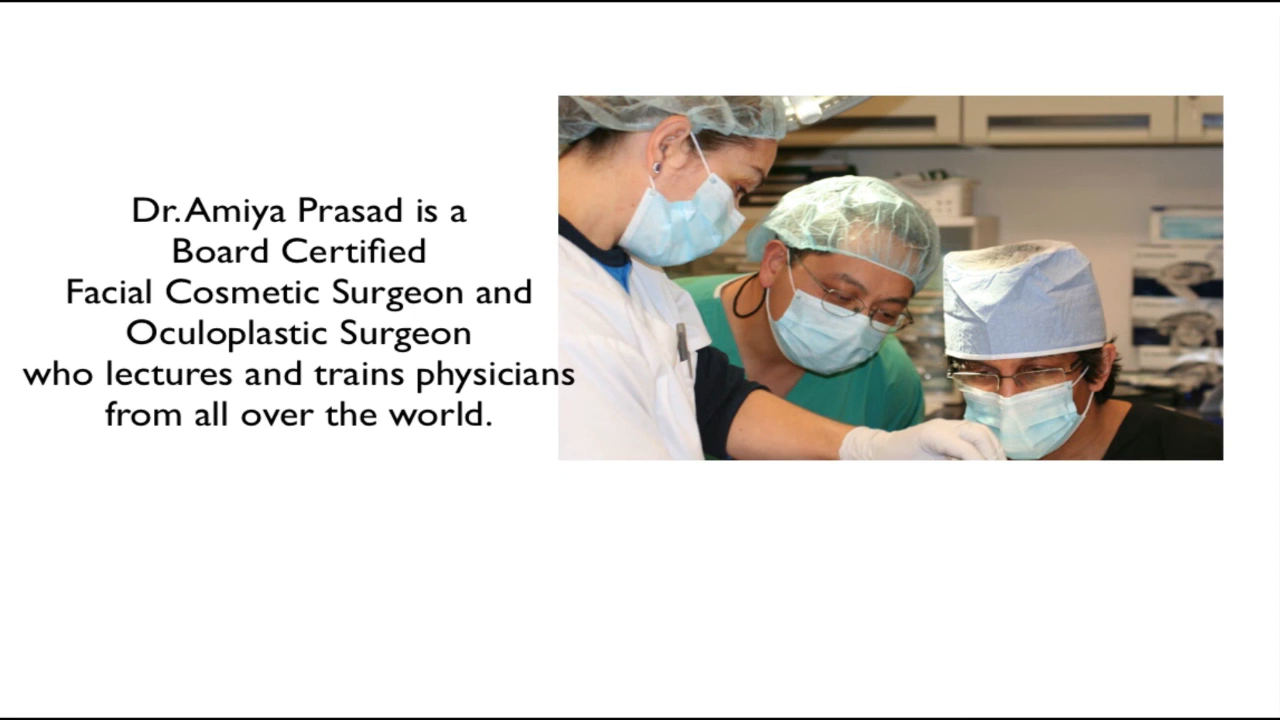 Dr. Amiya Prasad is a
Board Certified
Facial Cosmetic Surgeon and
Oculoplastic Surgeon
who lectures and trains physicians
from all over the world.